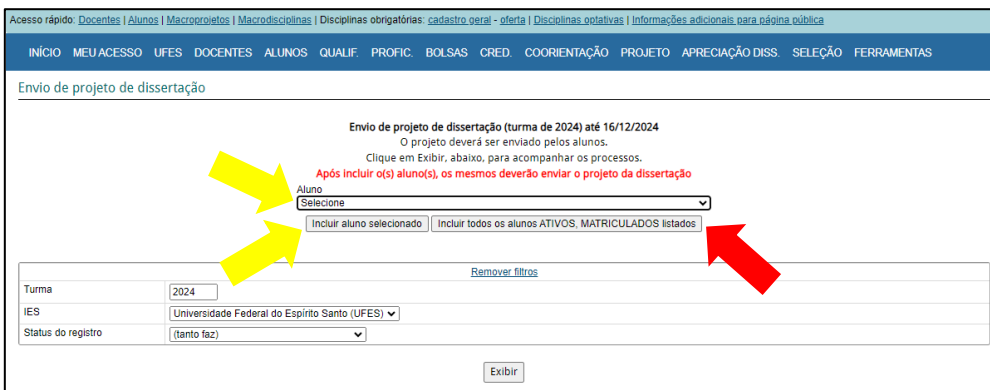 Acesso rápido: Docentes | Alunos | Macroprojetos | Macrodisciplinas | Disciplinas obrigatórias: cadastro geral - oferta | Disciplinas optativas | Informações adicionais para página pública
INÍCIO MEU ACESSO UFES DOCENTES ALUNOS QUALIF. PROFIC. BOLSAS CRED. COORIENTAÇÃO PROJETO APRECIAÇÃO DISS. SELEÇÃO FERRAMENTAS
Envio de projeto de dissertação
Envio de projeto de dissertação (turma de 2024) até 16/12/2024
O projeto deverá ser enviado pelos alunos.
Clique em Exibir, abaixo, para acompanhar os processos.
Após incluir o(s) aluno(s), os mesmos deverão enviar o projeto da dissertação
Aluno
Selecione
Incluir aluno selecionado Incluir todos os alunos ATIVOS, MATRICULADOS listados
Remover filtros
Turma 2024
IES Universidade Federal do Espírito Santo (UFES)
Status do registro (tanto faz)
Exibir